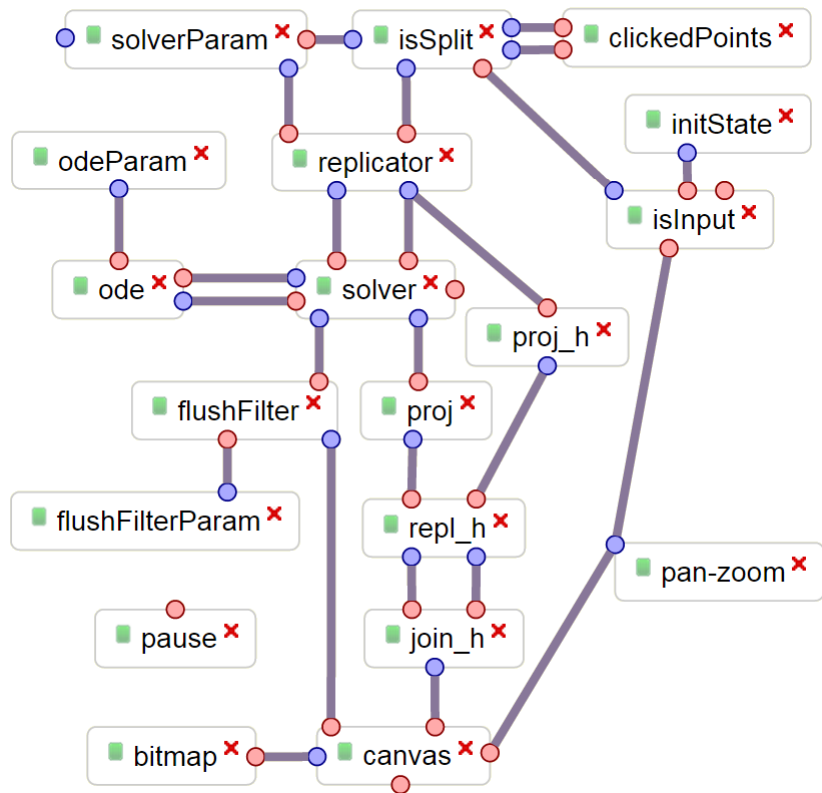 solverParam
isSplit
clickedPoints
initState
odeParam
replicator
isInput
ode
solver
proj_h
flushFilter
proj
flushFilterParam
repl_h
pan-zoom
pause
join_h
bitmap
canvas